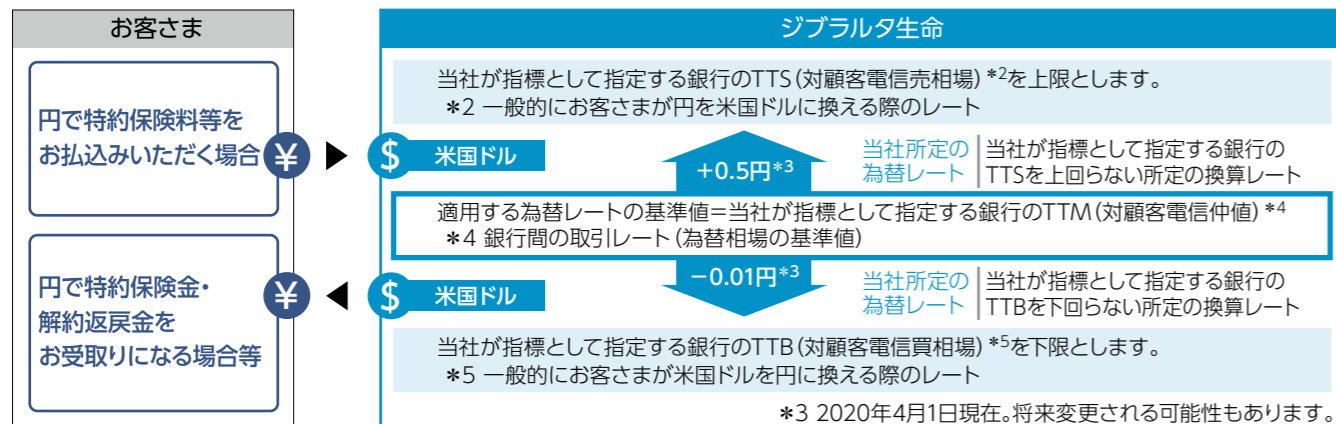 お客さま
ジブラルタ生命
円で特約保険料等を
お払込みいただく場合
¥
$
米国ドル
当社が指標として指定する銀行のTTS(対顧客電信売相場)*2を上限とします。
*2 一般的にお客さまが円を米国ドルに換える際のレート
+0.5円*3
当社所定の
為替レート
当社が指標として指定する銀行の
TTSを上回らない所定の換算レート
適用する為替レートの基準値=当社が指標として指定する銀行のTTM(対顧客電信仲値)*4
*4 銀行間の取引レート(為替相場の基準値)
円で特約保険金・
解約返戻金を
お受取りになる場合等
¥
$
米国ドル
-0.01円*3
当社所定の
為替レート
当社が指標として指定する銀行の
TTBを下回らない所定の換算レート
当社が指標として指定する銀行のTTB(対顧客電信買相場)*5を下限とします。
*5 一般的にお客さまが米国ドルを円に換える際のレート
*3 2020年4月1日現在。将来変更される可能性もあります。